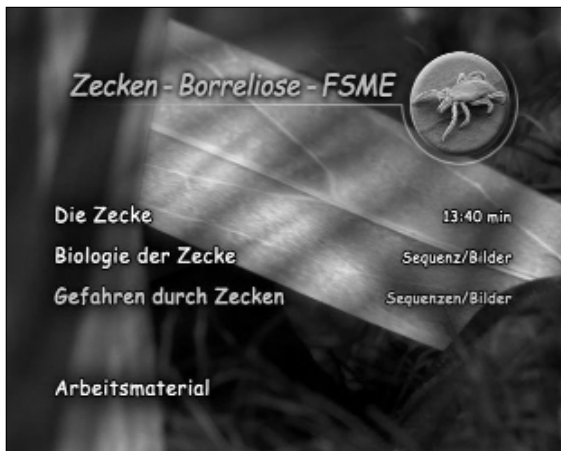 Zecken - Borreliose - FSME
Die Zecke 13:40 min
Biologie der Zecke Sequenz/Bilder
Gefahren durch Zecken Sequenzen/Bilder
Arbeitsmaterial